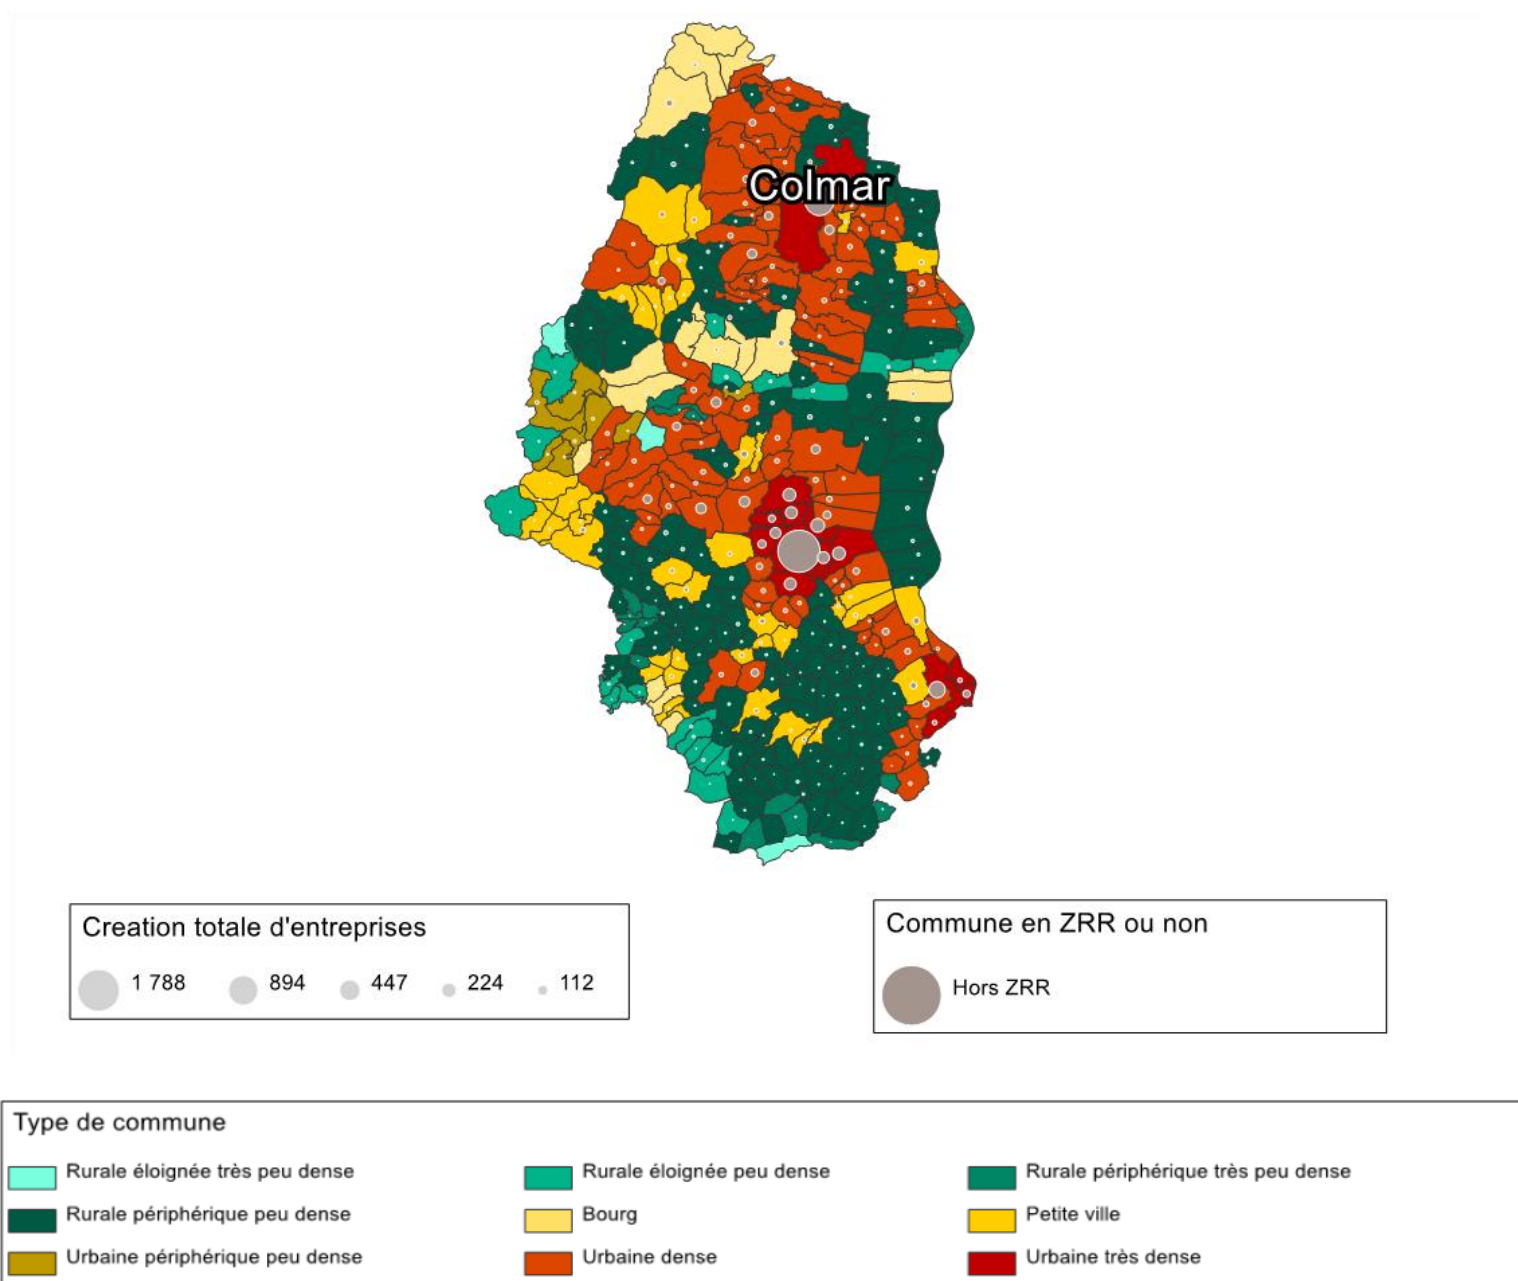 Colmar
Creation totale d'entreprises
1 788 894 447 224 112
Commune en ZRR ou non
Hors ZRR
Type de commune
Rurale éloignée très peu dense Rurale éloignée peu dense Rurale périphérique très peu dense
Rurale périphérique peu dense Bourg Petite ville
Urbaine périphérique peu dense Urbaine dense Urbaine très dense